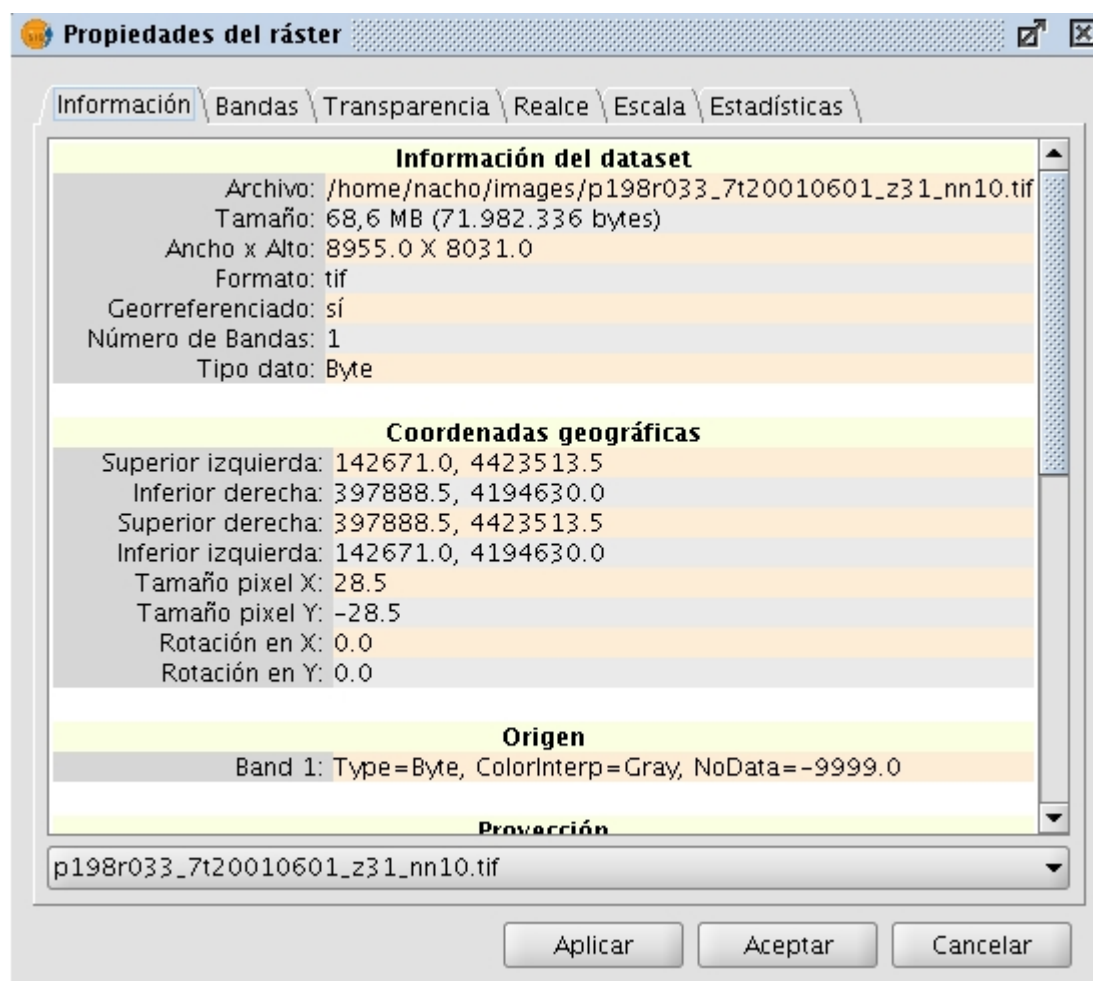 Propiedades del ráster
Información Bandas Transparencia Realce Escala Estadísticas
Información del dataset
Archivo: /home/nacho/images/p198r033_7t20010601_z31_nn10.tif
Tamaño: 68,6 MB (71.982.336 bytes)
Ancho x Alto: 8955.0 X 8031.0
Formato: tif
Georreferenciado: sí
Número de Bandas: 1
Tipo dato: Byte
Coordenadas geográficas
Superior izquierda: 142671.0, 4423513.5
Inferior derecha: 397888.5, 4194630.0
Superior derecha: 397888.5, 4423513.5
Inferior izquierda: 142671.0, 4194630.0
Tamaño pixel X: 28.5
Tamaño pixel Y: -28.5
Rotación en X: 0.0
Rotación en Y: 0.0
Origen
Band 1: Type=Byte, ColorInterp=Gray, NoData=-9999.0
Proyección
p198r033_7t20010601_z31_nn10.tif
Aplicar Aceptar Cancelar